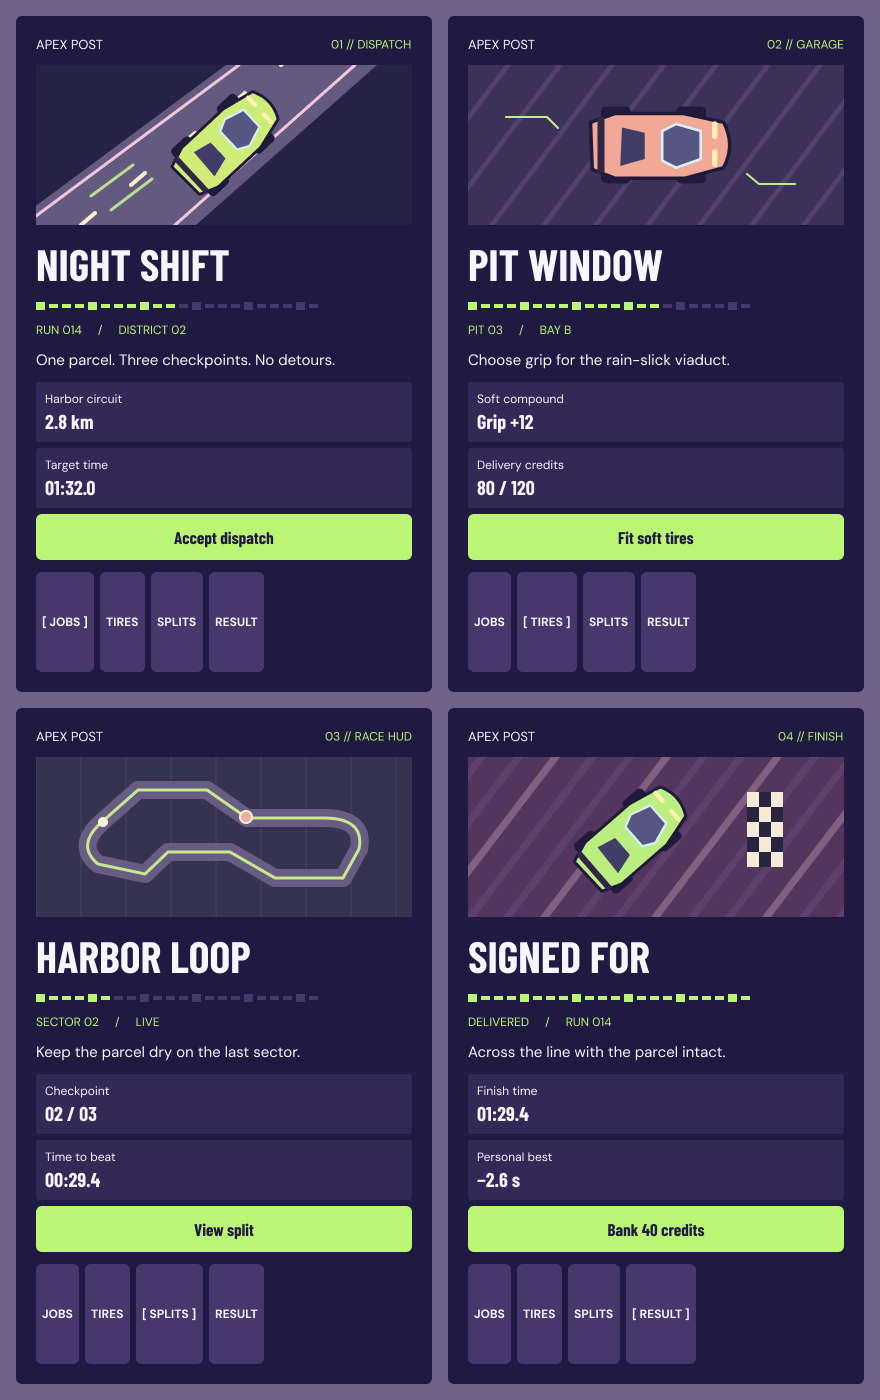 APEX POST
01 // DISPATCH
NIGHT SHIFT
RUN 014 / DISTRICT 02
One parcel. Three checkpoints. No detours.
Harbor circuit
2.8 km
Target time
01:32.0
Accept dispatch
[ JOBS ] TIRES SPLITS RESULT
APEX POST
02 // GARAGE
PIT WINDOW
PIT 03 / BAY B
Choose grip for the rain-slick viaduct.
Soft compound
Grip +12
Delivery credits
80 / 120
Fit soft tires
JOBS [ TIRES ] SPLITS RESULT
APEX POST
03 // RACE HUD
HARBOR LOOP
SECTOR 02 / LIVE
Keep the parcel dry on the last sector.
Checkpoint
02 / 03
Time to beat
00:29.4
View split
JOBS TIRES [ SPLITS ] RESULT
APEX POST
04 // FINISH
SIGNED FOR
DELIVERED / RUN 014
Across the line with the parcel intact.
Finish time
01:29.4
Personal best
−2.6 s
Bank 40 credits
JOBS TIRES SPLITS [ RESULT ]